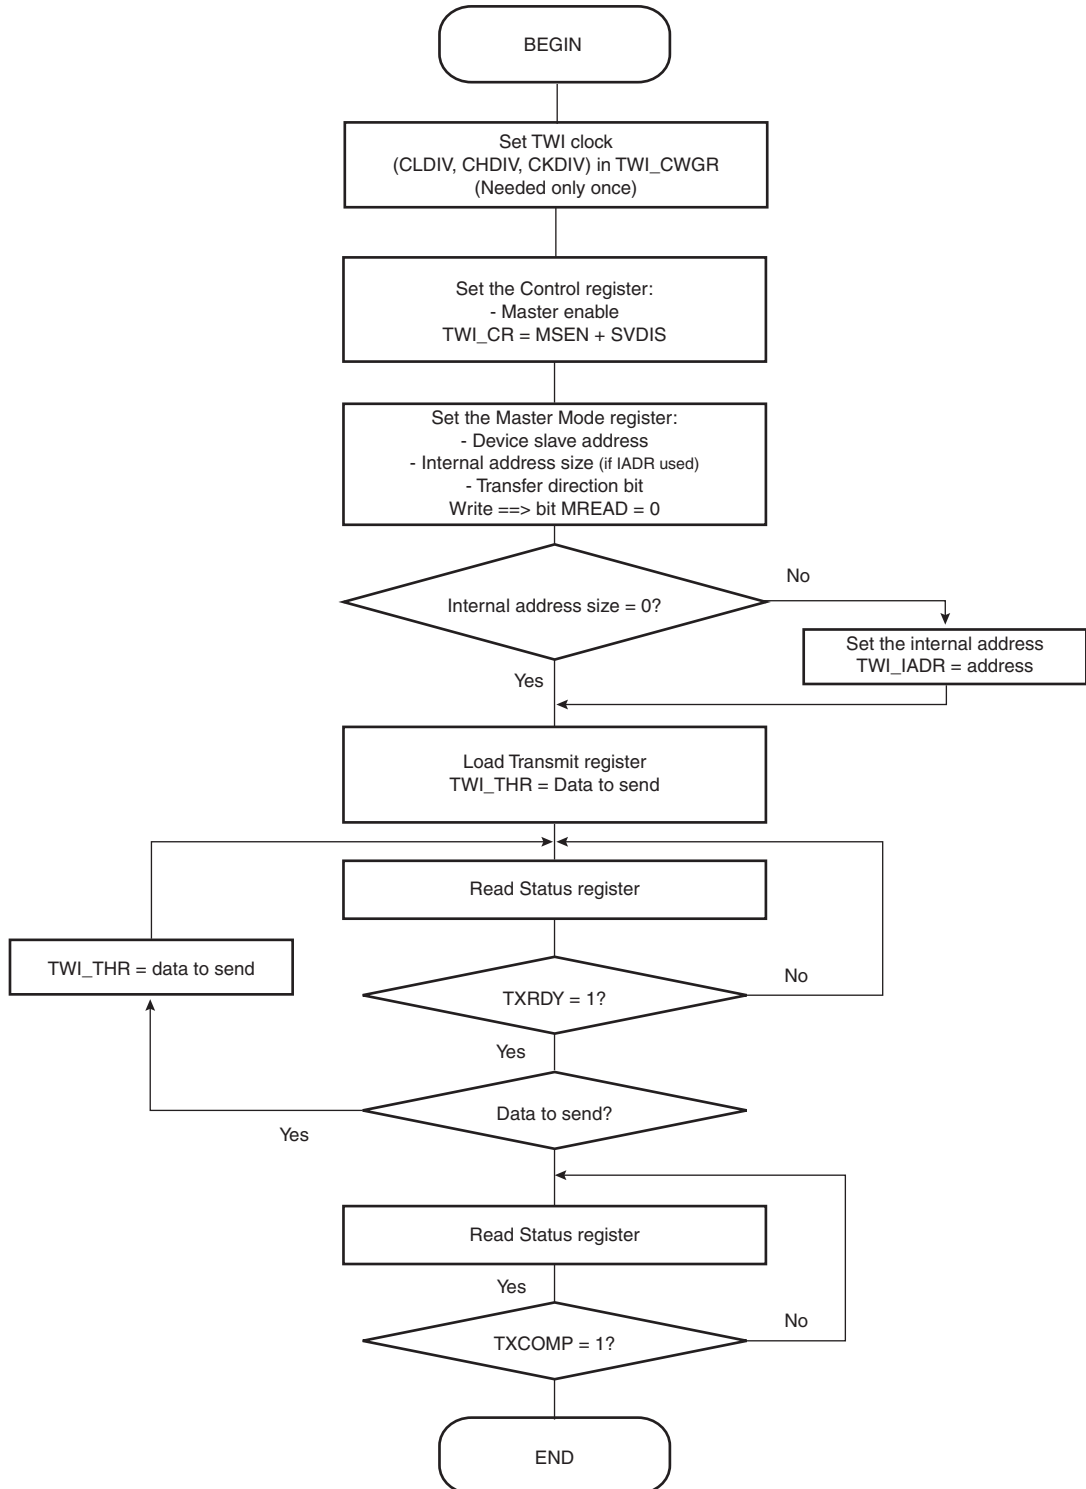 BEGIN
Set TWI clock
(CLDIV, CHDIV, CKDIV) in TWI_CWGR
(Needed only once)
Set the Control register:
- Master enable
TWI_CR = MSEN + SVDIS
Set the Master Mode register:
- Device slave address
- Internal address size (if IADR used)
- Transfer direction bit
Write ==> bit MREAD = 0
No
Internal address size = 0?
Set the internal address
TWI_IADR = address
Yes
Load Transmit register
TWI_THR = Data to send
Read Status register
TWI_THR = data to send
No
TXRDY = 1?
Yes
Data to send?
Yes
Read Status register
Yes
No
TXCOMP = 1?
END